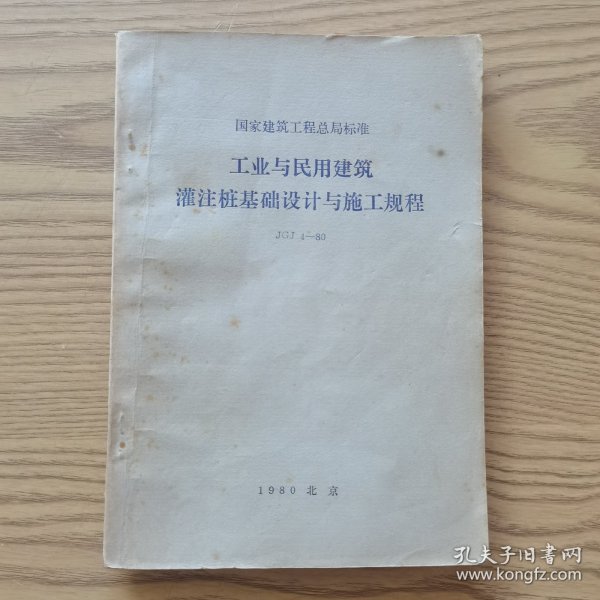 国家建筑工程总局标准
工业与民用建筑
灌注桩基础设计与施工规程
JGJ 4—80
1980 北京
孔夫子旧书网
www.kongfz.com